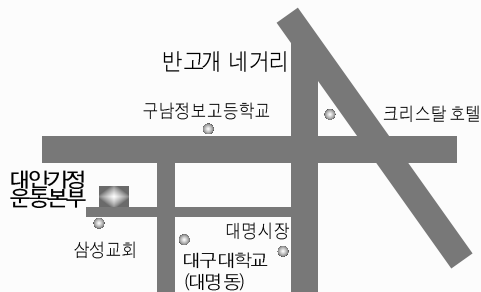 반고개 네거리
구남정보고등학교
크리스탈 호텔
대안가정
운동본부
대명시장
삼성교회
대구대학교
(대명동)